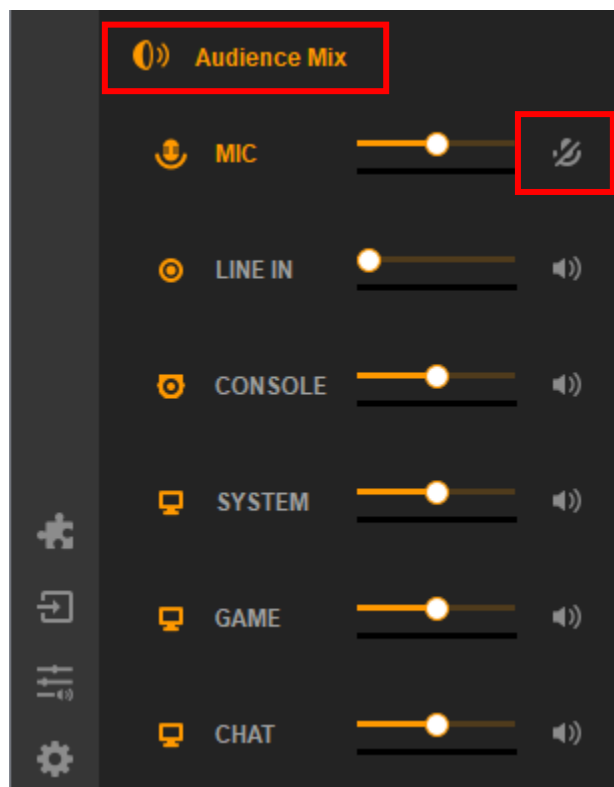 Audience Mix
MIC
LINE IN
CONSOLE
SYSTEM
GAME
CHAT